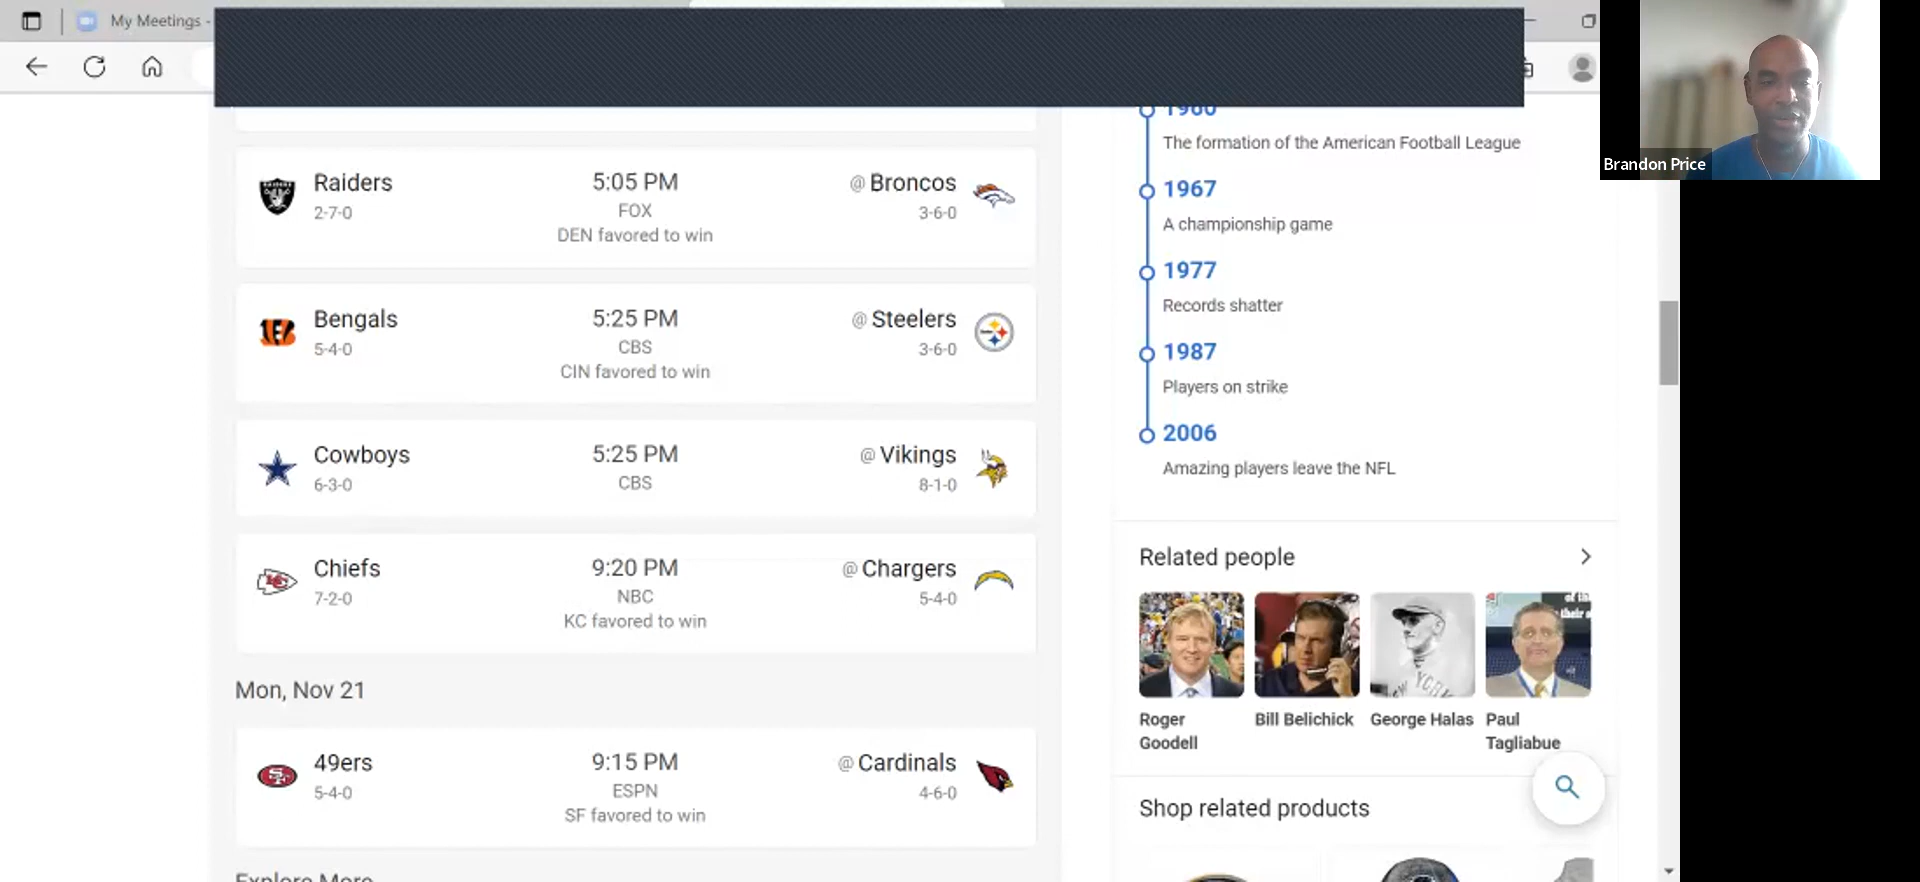 My Meetings -
1960
The formation of the American Football League
Raiders
2-7-0
5:05 PM
FOX
DEN favored to win
@ Broncos
3-6-0
Bengals
5-4-0
5:25 PM
CBS
CIN favored to win
@ Steelers
3-6-0
Cowboys
6-3-0
5:25 PM
CBS
@ Vikings
8-1-0
Chiefs
7-2-0
9:20 PM
NBC
KC favored to win
@ Chargers
5-4-0
Mon, Nov 21
49ers
5-4-0
9:15 PM
ESPN
SF favored to win
@ Cardinals
4-6-0
Explore More
1967
A championship game
1977
Records shatter
1987
Players on strike
2006
Amazing players leave the NFL
Related people
Roger
Goodell
Bill Belichick
George Halas
Paul
Tagliabue
Shop related products
Brandon Price